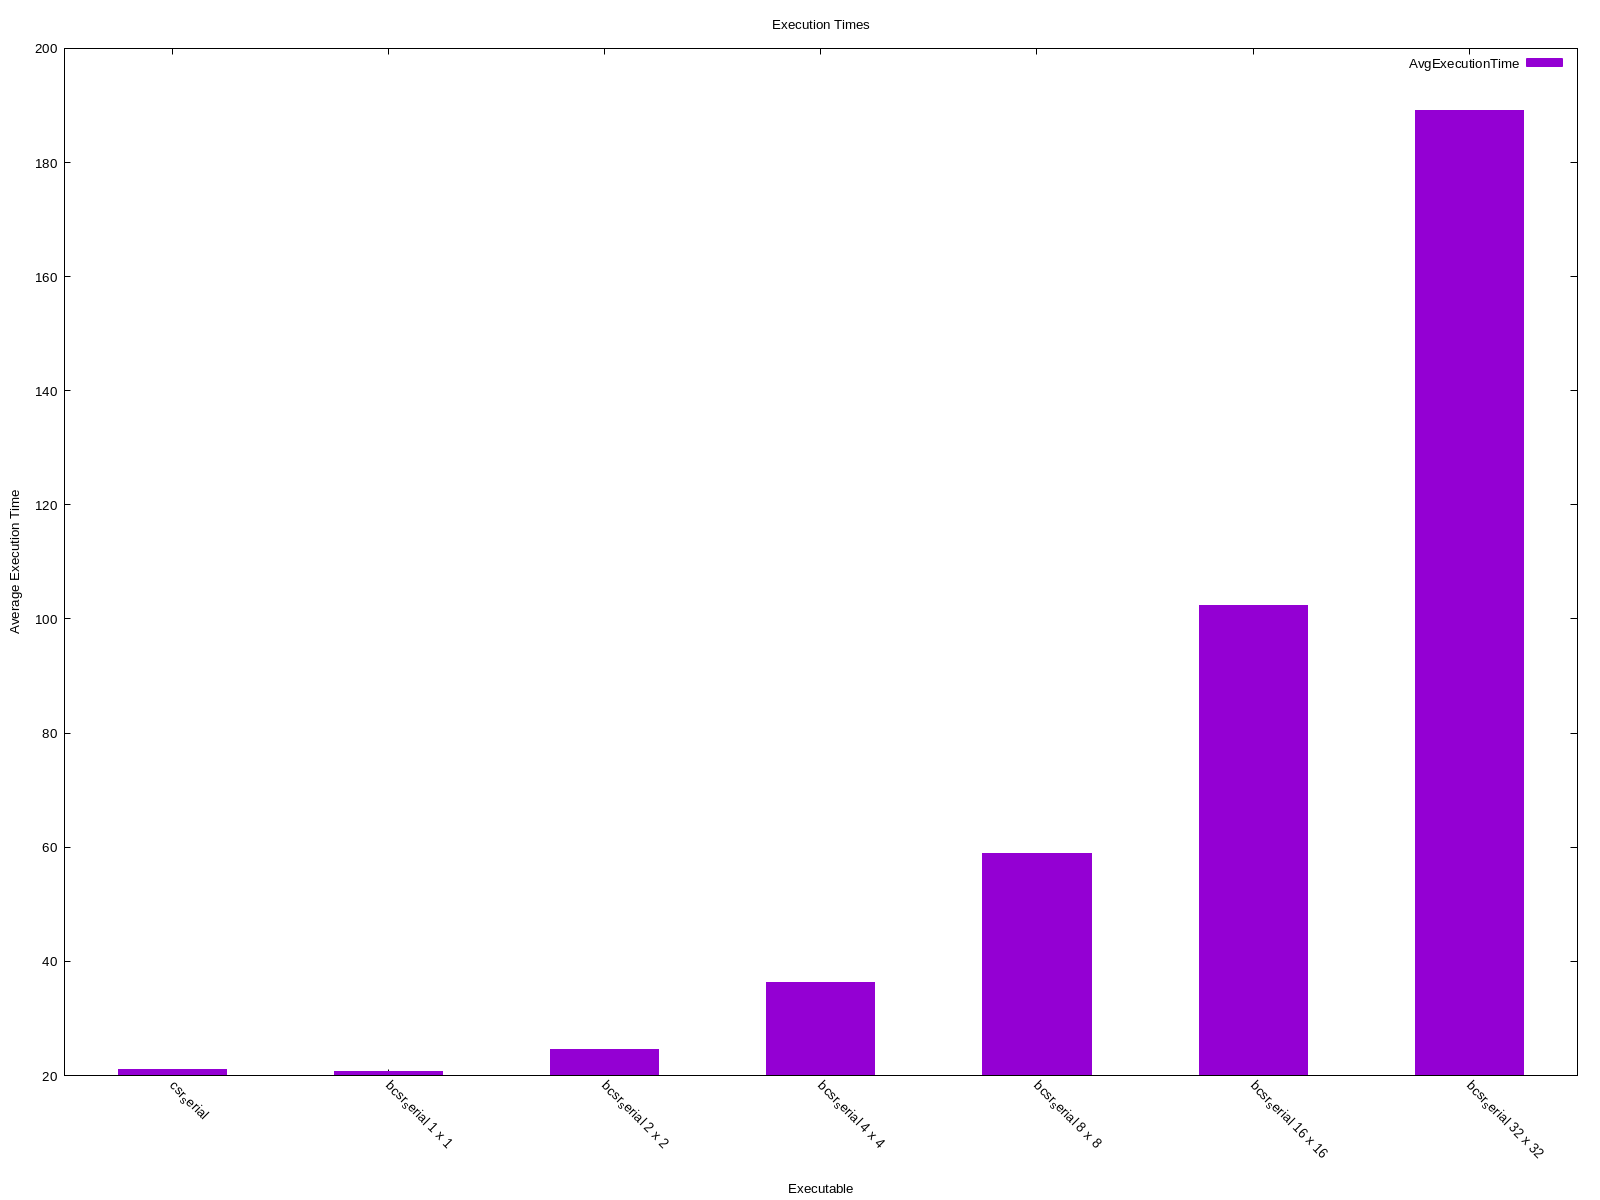 Execution Times
AvgExecutionTime
200
180
160
140
120
100
80
60
40
20
Average Execution Time
csrserial
bcsrserial 1 x 1
bcsrserial 2 x 2
bcsrserial 4 x 4
bcsrserial 8 x 8
bcsrserial 16 x 16
bcsrserial 32 x 32
Executable